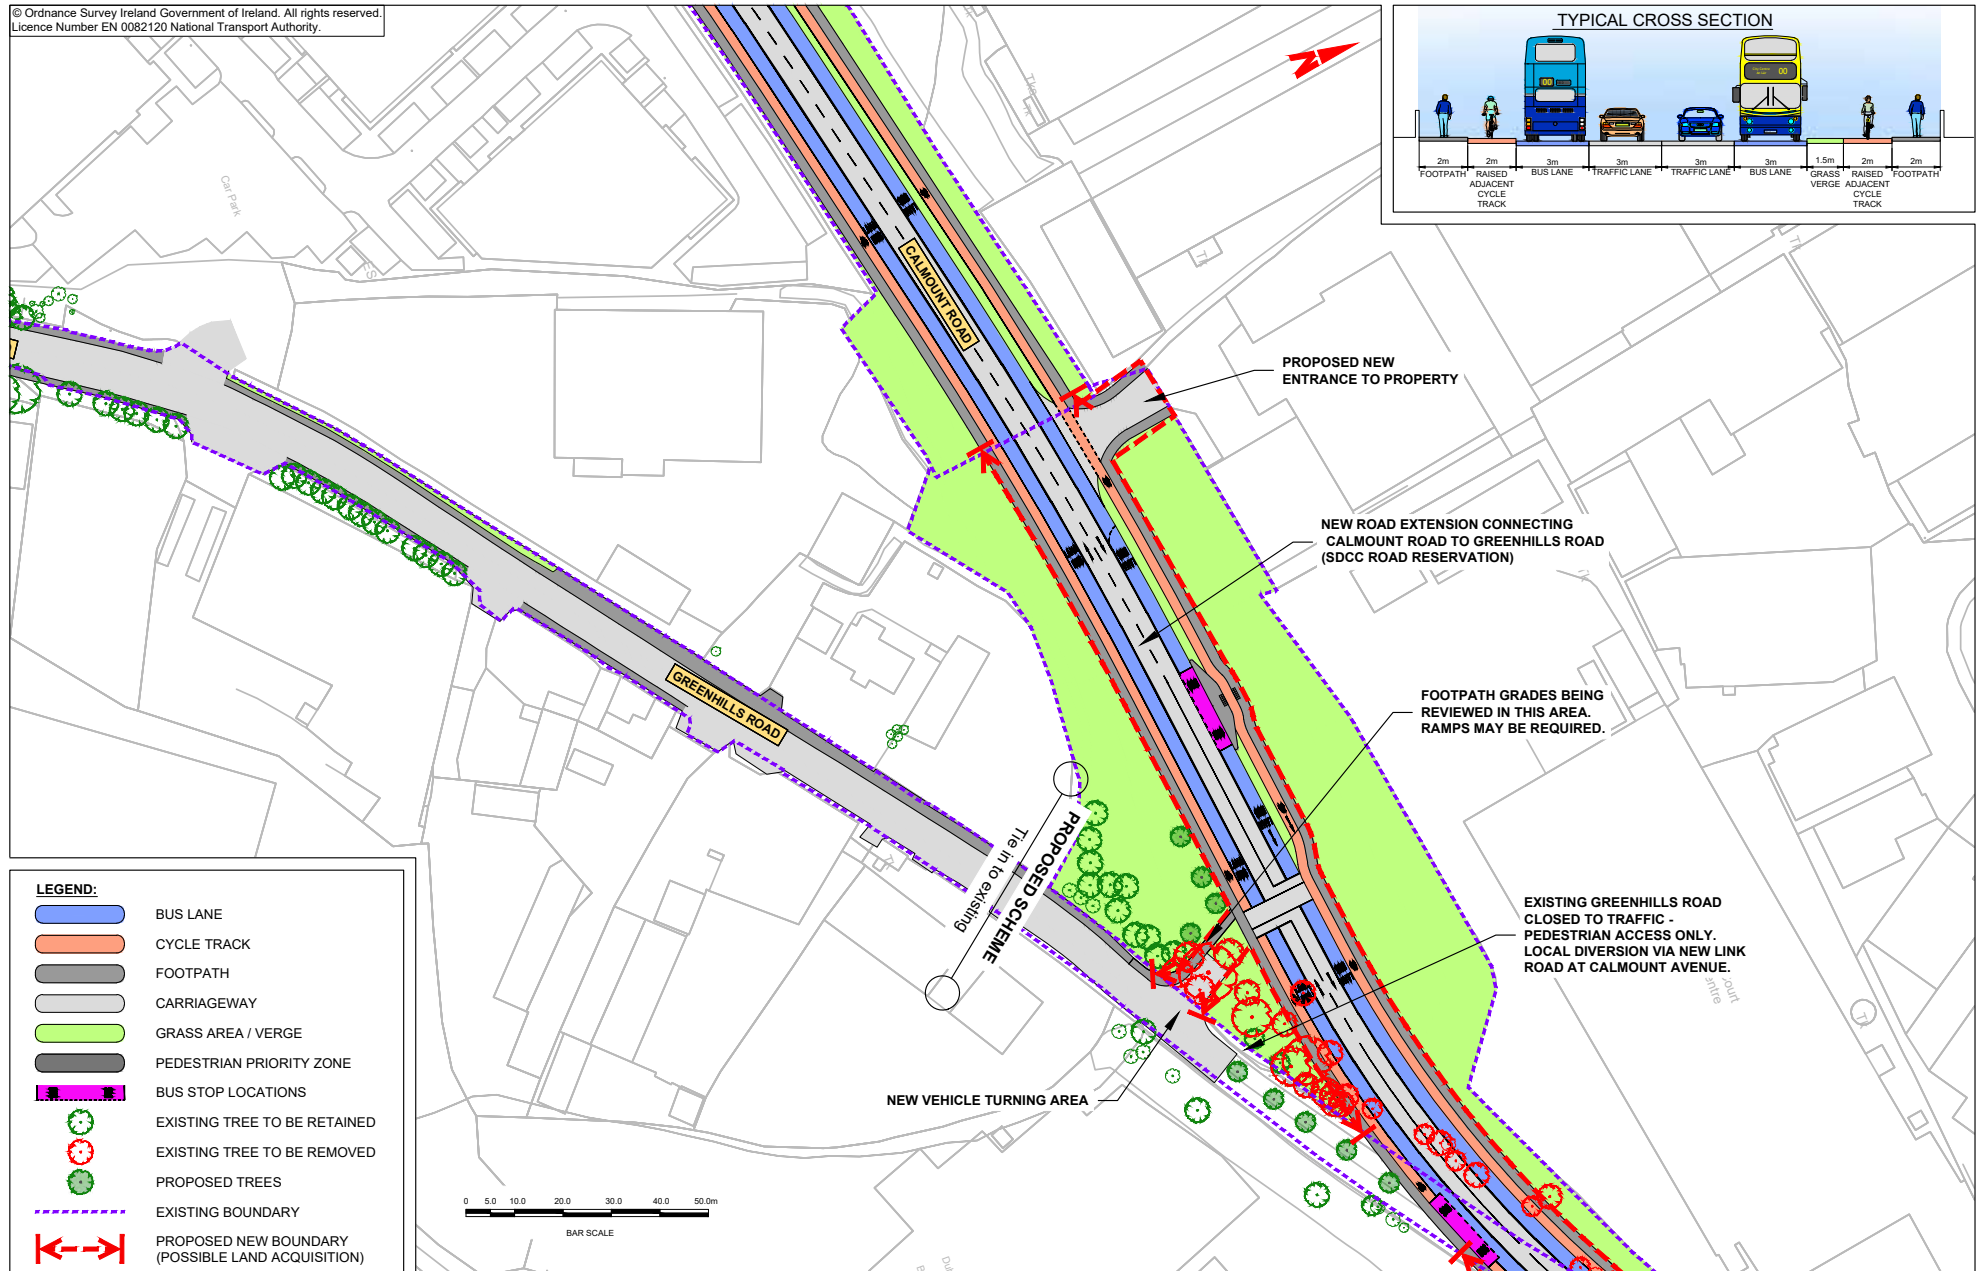 © Ordnance Survey Ireland Government of Ireland. All rights reserved.
Licence Number EN 0082120 National Transport Authority.
TYPICAL CROSS SECTION
00
00
2m
2m
3m
3m
3m
3m
1.5m
2m
2m
FOOTPATH
RAISED
ADJACENT
CYCLE
TRACK
BUS LANE
TRAFFIC LANE
TRAFFIC LANE
BUS LANE
GRASS
VERGE
RAISED
ADJACENT
CYCLE
TRACK
FOOTPATH
Car Park
ES
CALMOUNT ROAD
PROPOSED NEW
ENTRANCE TO PROPERTY
NEW ROAD EXTENSION CONNECTING
CALMOUNT ROAD TO GREENHILLS ROAD
(SDCC ROAD RESERVATION)
GREENHILLS ROAD
FOOTPATH GRADES BEING
REVIEWED IN THIS AREA.
RAMPS MAY BE REQUIRED.
PROPOSED SCHEME
Tie in to existing
EXISTING GREENHILLS ROAD
CLOSED TO TRAFFIC -
PEDESTRIAN ACCESS ONLY.
LOCAL DIVERSION VIA NEW LINK
ROAD AT CALMOUNT AVENUE.
NEW VEHICLE TURNING AREA
LEGEND:
BUS LANE
CYCLE TRACK
FOOTPATH
CARRIAGEWAY
GRASS AREA / VERGE
PEDESTRIAN PRIORITY ZONE
BUS STOP LOCATIONS
EXISTING TREE TO BE RETAINED
EXISTING TREE TO BE REMOVED
PROPOSED TREES
EXISTING BOUNDARY
PROPOSED NEW BOUNDARY
(POSSIBLE LAND ACQUISITION)
0 5.0 10.0 20.0 30.0 40.0 50.0m
BAR SCALE